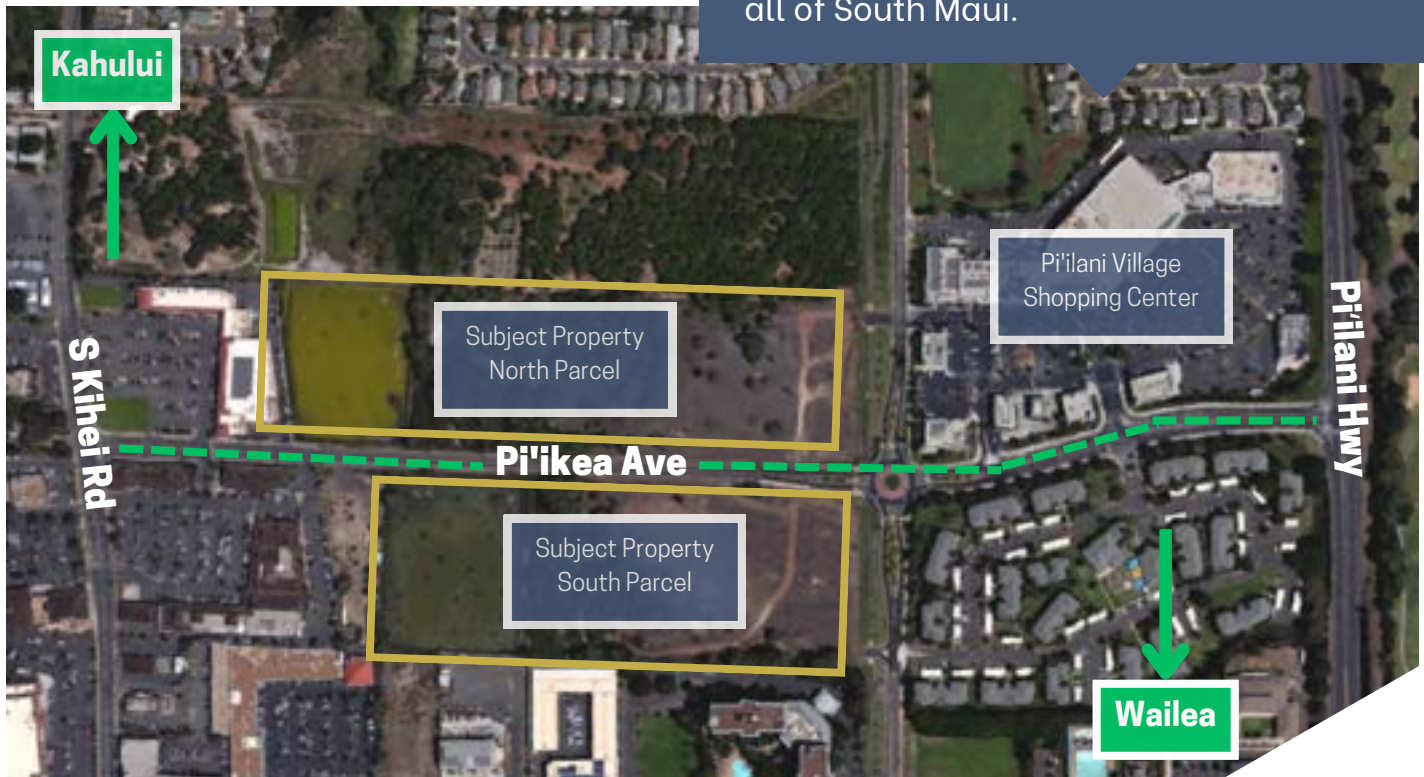 all of South Maui.
Kahului
Pi'ilani Village
Shopping Center
Subject Property
North Parcel
S Kihei Rd
Pi'ilani Hwy
Pi'ikea Ave
Subject Property
South Parcel
Wailea